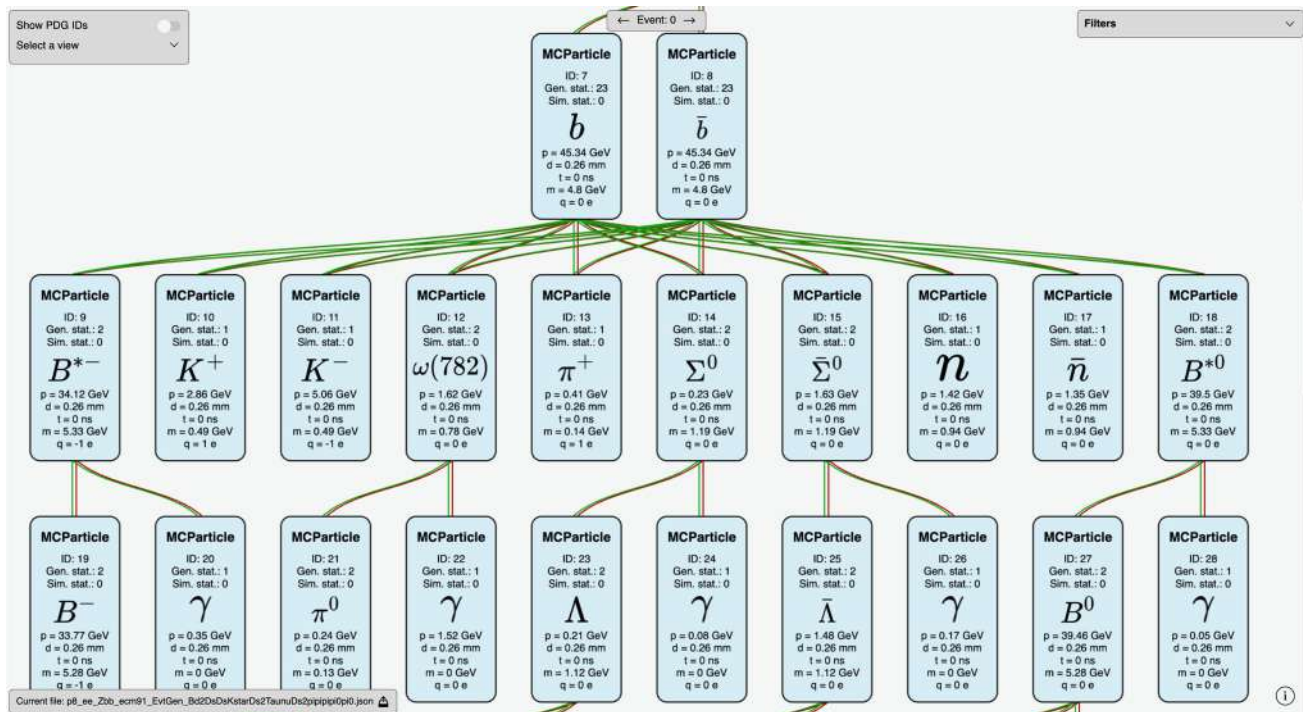 Show PDG IDs
Select a view
← Event: 0 →
Filters
MCParticle
ID: 7
Gen. stat.: 23
Sim. stat.: 0
b
p = 45.34 GeV
d = 0.26 mm
t = 0 ns
m = 4.8 GeV
q = 0 e
MCParticle
ID: 8
Gen. stat.: 23
Sim. stat.: 0
b̄
p = 45.34 GeV
d = 0.26 mm
t = 0 ns
m = 4.8 GeV
q = 0 e
MCParticle
ID: 9
Gen. stat.: 2
Sim. stat.: 0
B*−
p = 34.12 GeV
d = 0.26 mm
t = 0 ns
m = 5.33 GeV
q = -1 e
MCParticle
ID: 10
Gen. stat.: 1
Sim. stat.: 0
K+
p = 2.86 GeV
d = 0.26 mm
t = 0 ns
m = 0.49 GeV
q = 1 e
MCParticle
ID: 11
Gen. stat.: 1
Sim. stat.: 0
K−
p = 5.06 GeV
d = 0.26 mm
t = 0 ns
m = 0.49 GeV
q = -1 e
MCParticle
ID: 12
Gen. stat.: 2
Sim. stat.: 0
ω(782)
p = 1.62 GeV
d = 0.26 mm
t = 0 ns
m = 0.78 GeV
q = 0 e
MCParticle
ID: 13
Gen. stat.: 1
Sim. stat.: 0
π+
p = 0.41 GeV
d = 0.26 mm
t = 0 ns
m = 0.14 GeV
q = 1 e
MCParticle
ID: 14
Gen. stat.: 2
Sim. stat.: 0
Σ0
p = 0.23 GeV
d = 0.26 mm
t = 0 ns
m = 1.19 GeV
q = 0 e
MCParticle
ID: 15
Gen. stat.: 2
Sim. stat.: 0
Σ̄0
p = 1.63 GeV
d = 0.26 mm
t = 0 ns
m = 1.19 GeV
q = 0 e
MCParticle
ID: 16
Gen. stat.: 1
Sim. stat.: 0
n
p = 1.42 GeV
d = 0.26 mm
t = 0 ns
m = 0.94 GeV
q = 0 e
MCParticle
ID: 17
Gen. stat.: 1
Sim. stat.: 0
n̄
p = 1.35 GeV
d = 0.26 mm
t = 0 ns
m = 0.94 GeV
q = 0 e
MCParticle
ID: 18
Gen. stat.: 2
Sim. stat.: 0
B*0
p = 39.5 GeV
d = 0.26 mm
t = 0 ns
m = 5.33 GeV
q = 0 e
MCParticle
ID: 19
Gen. stat.: 2
Sim. stat.: 0
B−
p = 33.77 GeV
d = 0.26 mm
t = 0 ns
m = 5.28 GeV
q = -1 e
MCParticle
ID: 20
Gen. stat.: 1
Sim. stat.: 0
γ
p = 0.35 GeV
d = 0.26 mm
t = 0 ns
m = 0 GeV
q = 0 e
MCParticle
ID: 21
Gen. stat.: 2
Sim. stat.: 0
π0
p = 0.24 GeV
d = 0.26 mm
t = 0 ns
m = 0.13 GeV
q = 0 e
MCParticle
ID: 22
Gen. stat.: 1
Sim. stat.: 0
γ
p = 1.52 GeV
d = 0.26 mm
t = 0 ns
m = 0 GeV
q = 0 e
MCParticle
ID: 23
Gen. stat.: 2
Sim. stat.: 0
Λ
p = 0.21 GeV
d = 0.26 mm
t = 0 ns
m = 1.12 GeV
q = 0 e
MCParticle
ID: 24
Gen. stat.: 1
Sim. stat.: 0
γ
p = 0.08 GeV
d = 0.26 mm
t = 0 ns
m = 0 GeV
q = 0 e
MCParticle
ID: 25
Gen. stat.: 2
Sim. stat.: 0
Λ̄
p = 1.48 GeV
d = 0.26 mm
t = 0 ns
m = 1.12 GeV
q = 0 e
MCParticle
ID: 26
Gen. stat.: 1
Sim. stat.: 0
γ
p = 0.17 GeV
d = 0.26 mm
t = 0 ns
m = 0 GeV
q = 0 e
MCParticle
ID: 27
Gen. stat.: 2
Sim. stat.: 0
B0
p = 39.46 GeV
d = 0.26 mm
t = 0 ns
m = 5.28 GeV
q = 0 e
MCParticle
ID: 28
Gen. stat.: 1
Sim. stat.: 0
γ
p = 0.05 GeV
d = 0.26 mm
t = 0 ns
m = 0 GeV
q = 0 e
Current file: p8_ee_Zbb_ecm91_EvtGen_Bd2DsDsKstarDs2TaunuDs2pipipipi0pi0.json
i